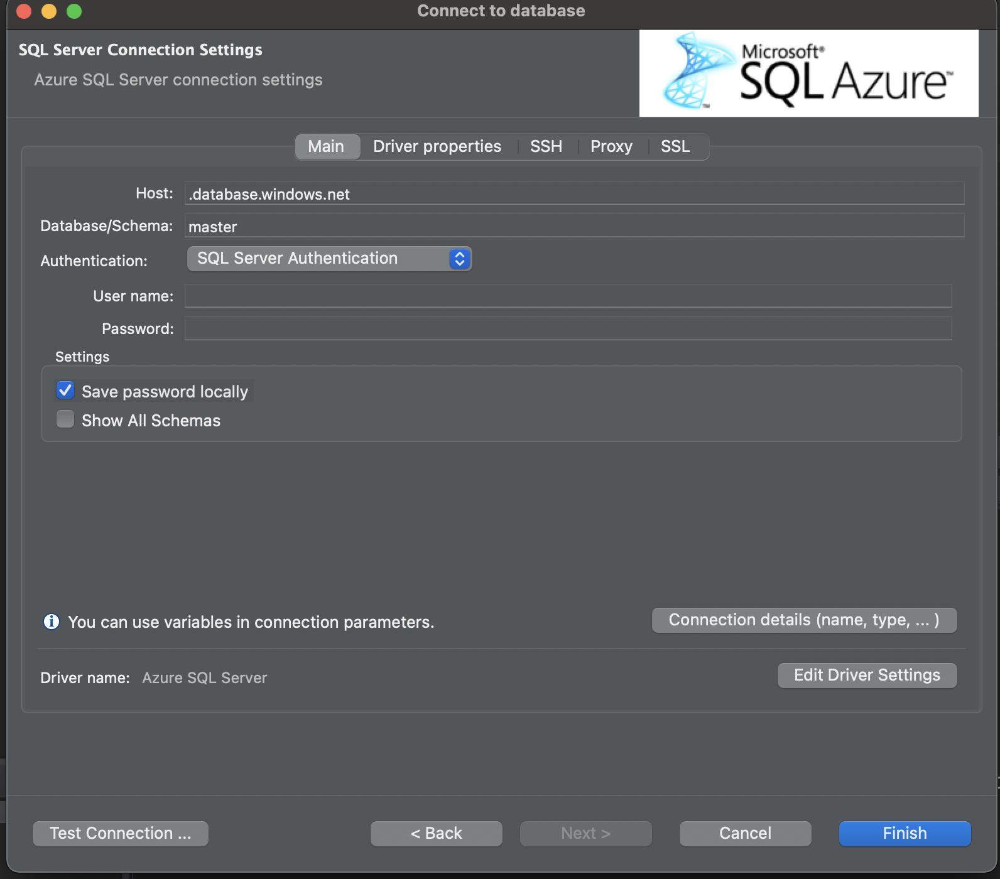 Connect to database
SQL Server Connection Settings
Azure SQL Server connection settings
Microsoft®
SQL Azure™
™
Main
Driver properties
SSH
Proxy
SSL
Host: .database.windows.net
Database/Schema: master
Authentication: SQL Server Authentication
User name:
Password:
Settings
Save password locally
Show All Schemas
You can use variables in connection parameters.
Connection details (name, type, ... )
Driver name: Azure SQL Server
Edit Driver Settings
Test Connection ...
< Back
Next >
Cancel
Finish